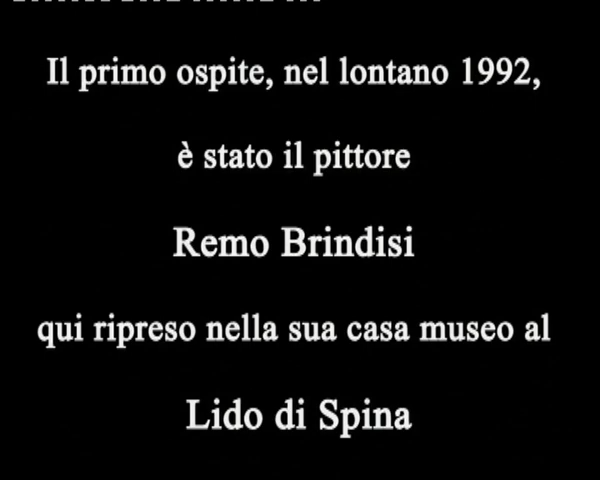 Il primo ospite, nel lontano 1992,
è stato il pittore
Remo Brindisi
qui ripreso nella sua casa museo al
Lido di Spina